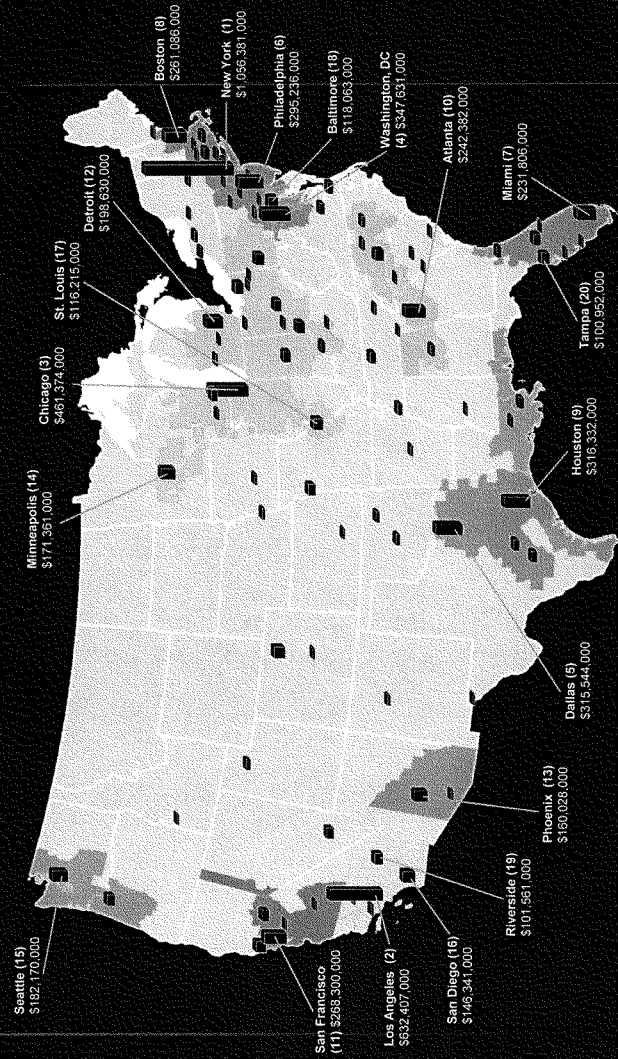 Seattle (15)
$182,170,000
Minneapolis (14)
$171,361,000
Chicago (3)
$461,374,000
St. Louis (17)
$116,215,000
Detroit (12)
$198,630,000
Boston (8)
$261,086,000
New York (1)
$1,056,381,000
Philadelphia (6)
$295,236,000
Baltimore (18)
$118,063,000
Washington, DC
(4) $347,631,000
Atlanta (10)
$242,382,000
Miami (7)
$231,806,000
Tampa (20)
$100,952,000
Houston (9)
$316,332,000
Dallas (5)
$315,544,000
Phoenix (13)
$160,028,000
Riverside (19)
$101,561,000
San Diego (16)
$146,341,000
Los Angeles (2)
$632,407,000
San Francisco
(11) $268,300,000